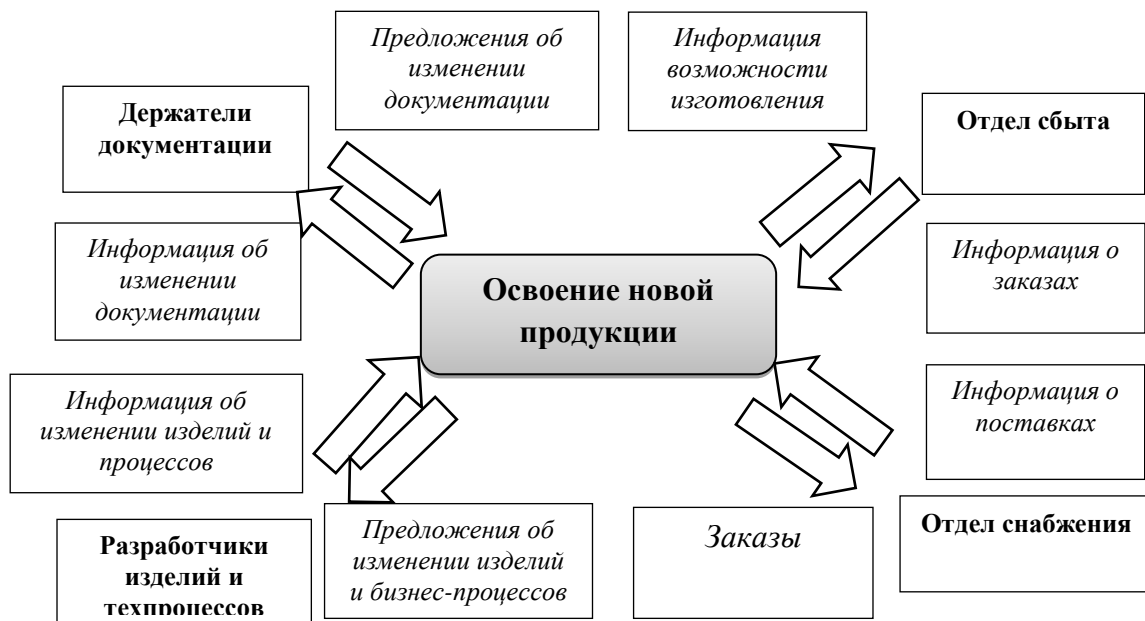 Предложения об
изменении
документации
Информация
возможности
изготовления
Держатели
документации
Отдел сбыта
Информация об
изменении
документации
Освоение новой
продукции
Информация о
заказах
Информация об
изменении изделий и
процессов
Информация о
поставках
Разработчики
изделий и
техпроцессов
Предложения об
изменении изделий
и бизнес-процессов
Заказы
Отдел снабжения